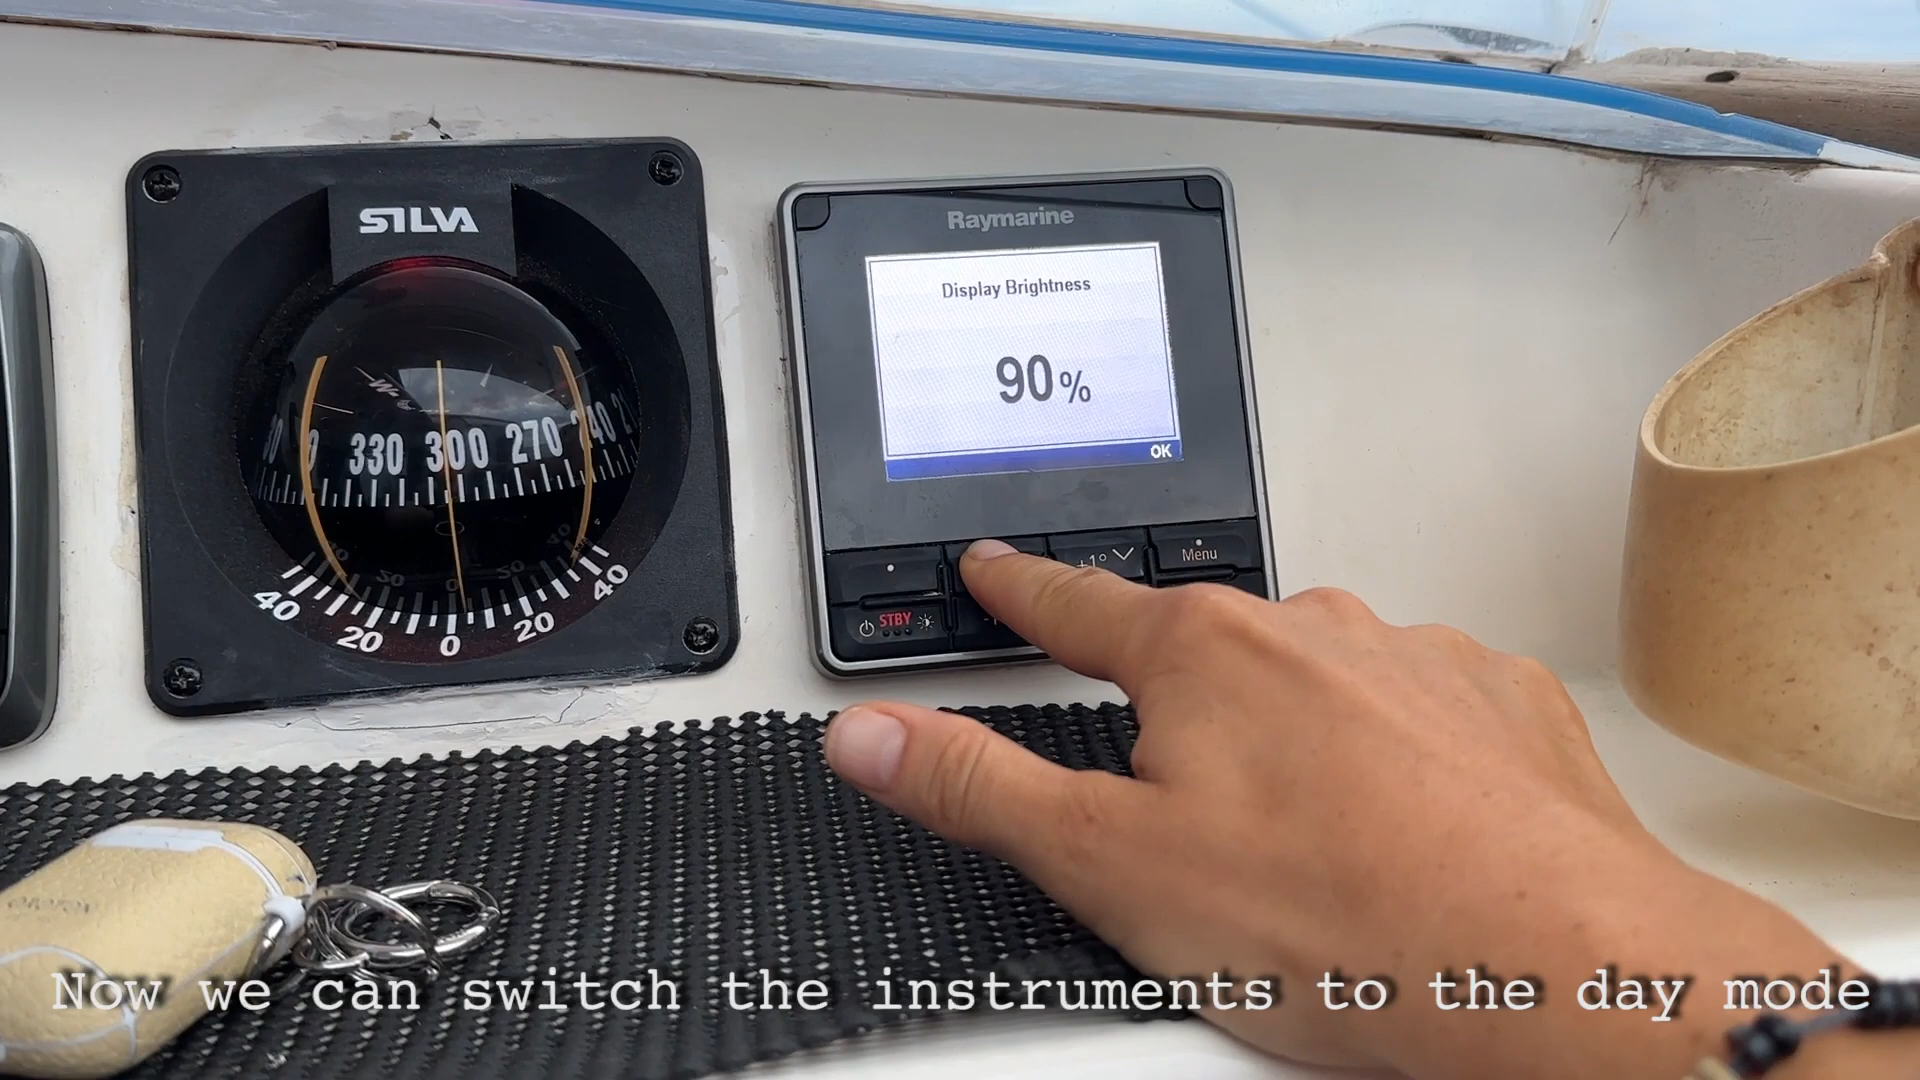 SILVA
330 300 270 240
40 20 0 20 40
Raymarine
Display Brightness
90%
OK
+1°
Menu
STBY
Now we can switch the instruments to the day mode